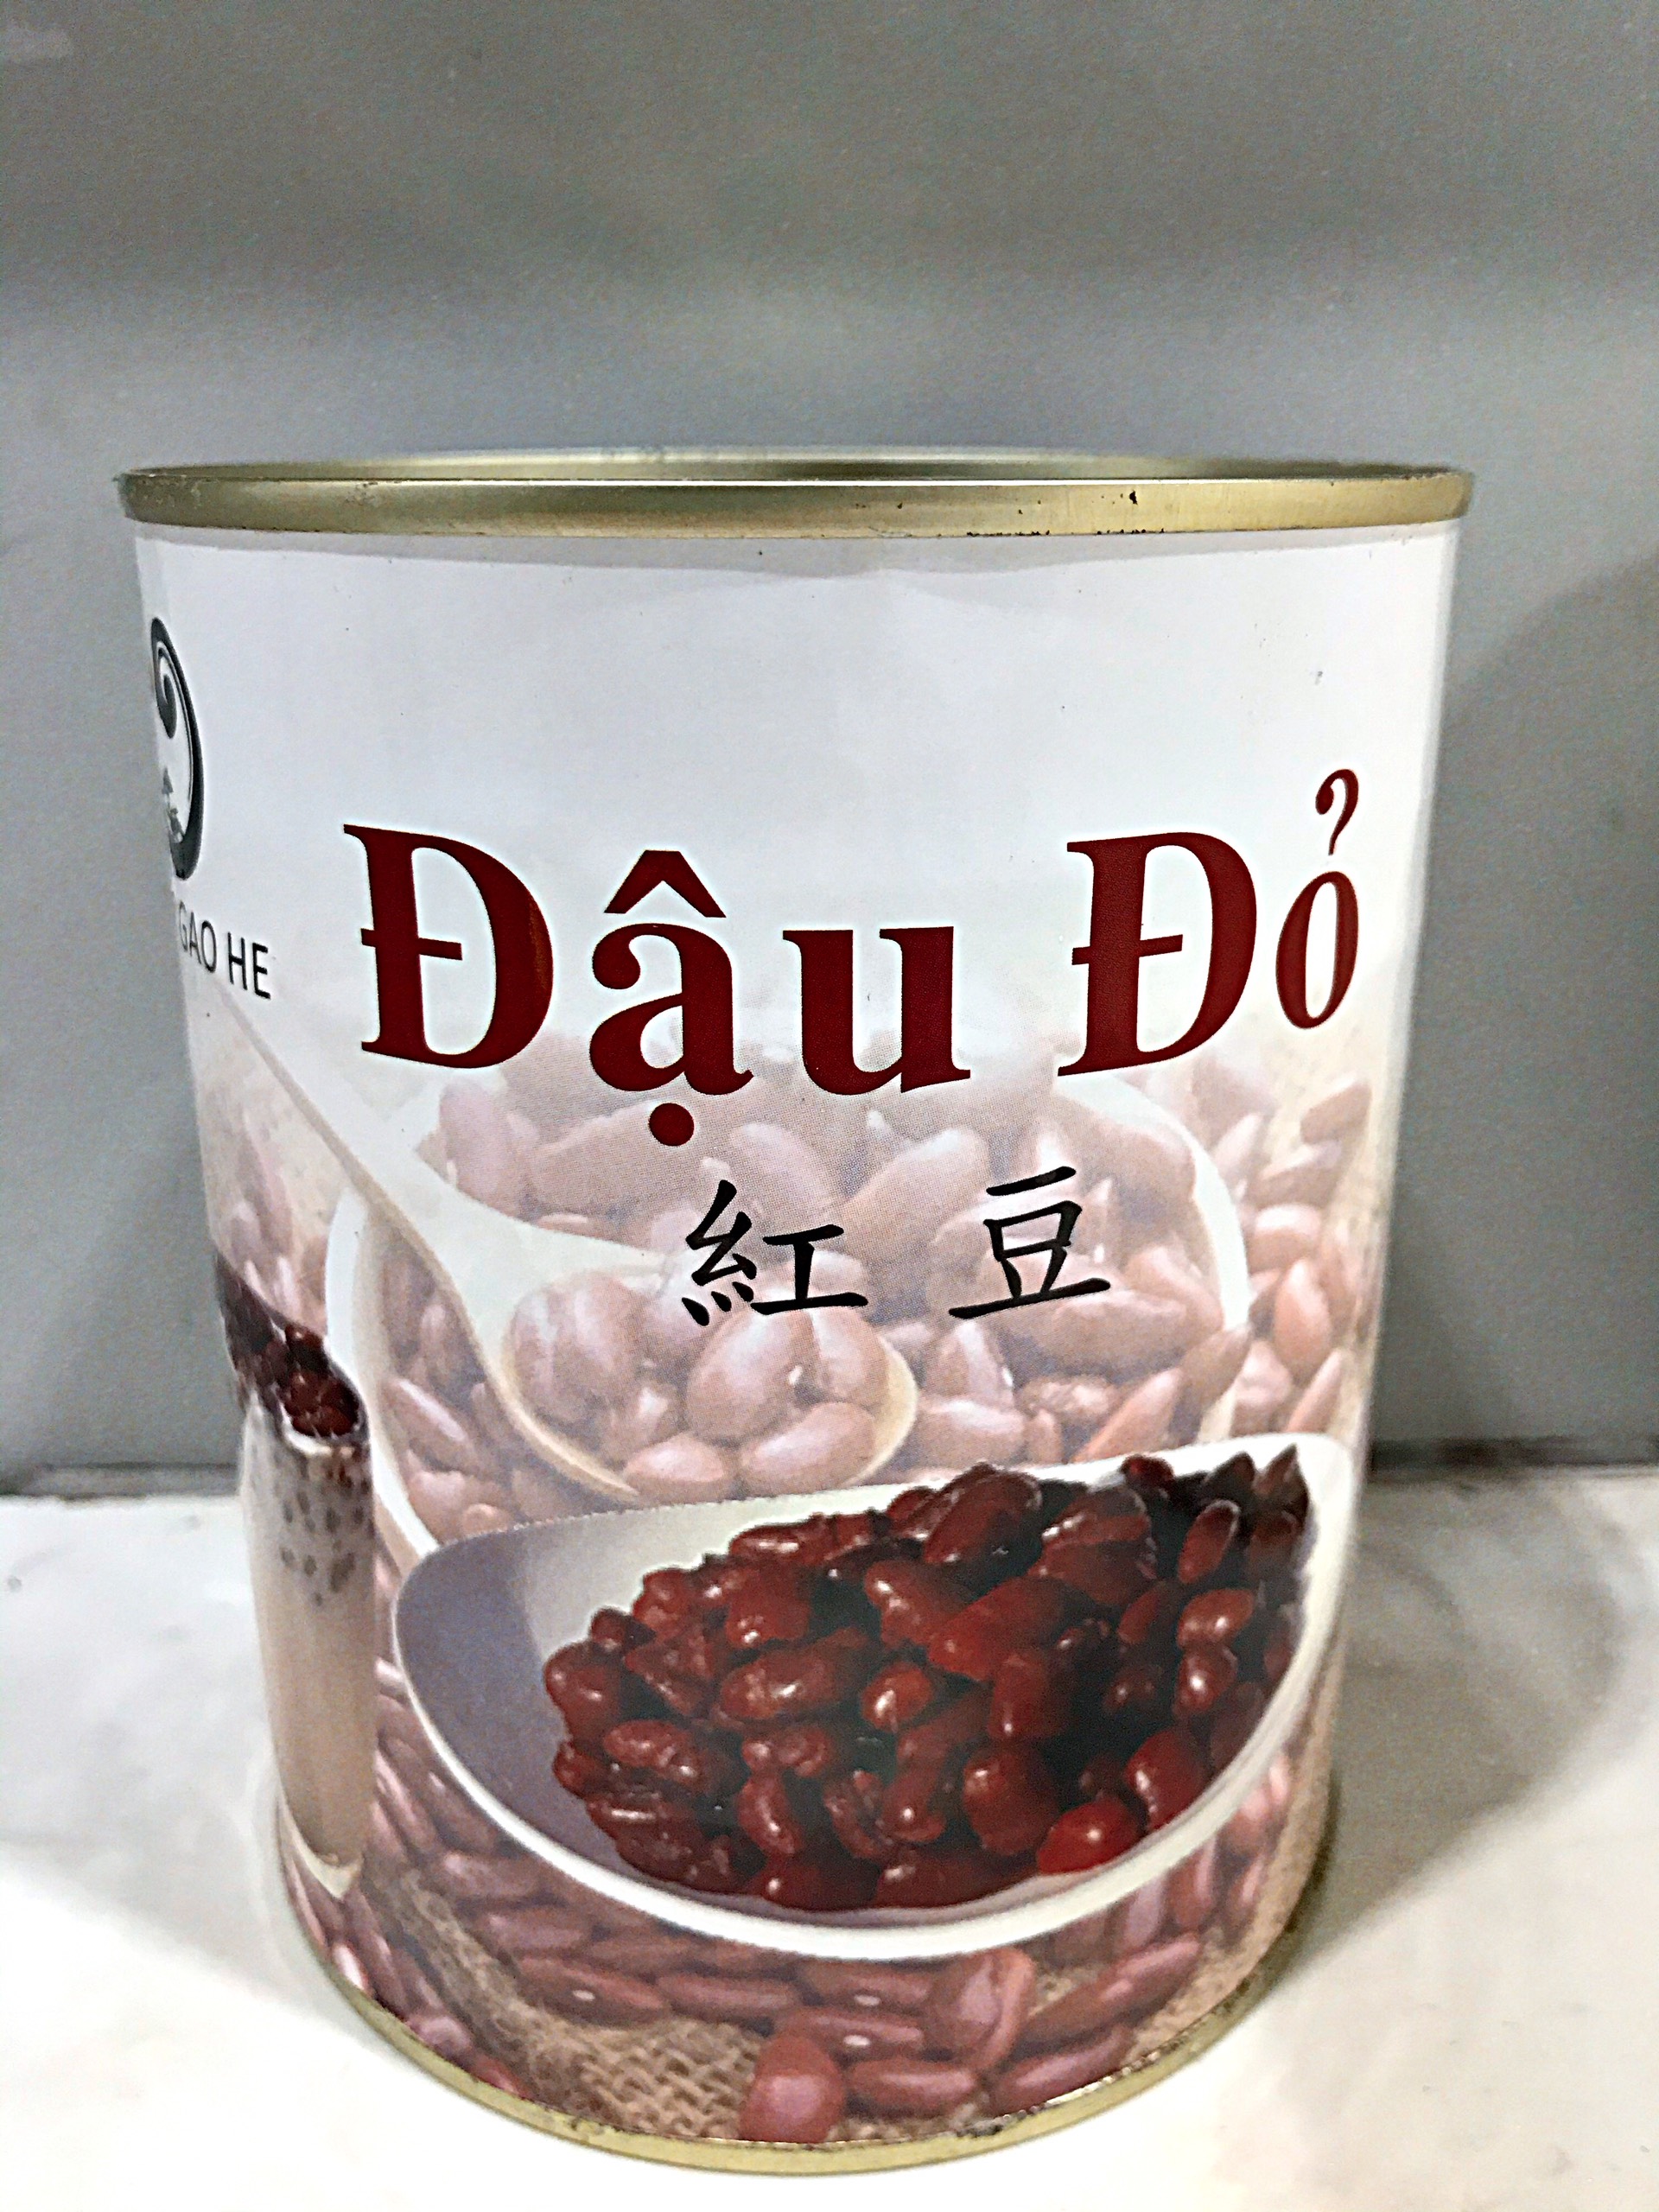 GAO HE
Đậu Đỏ
紅豆